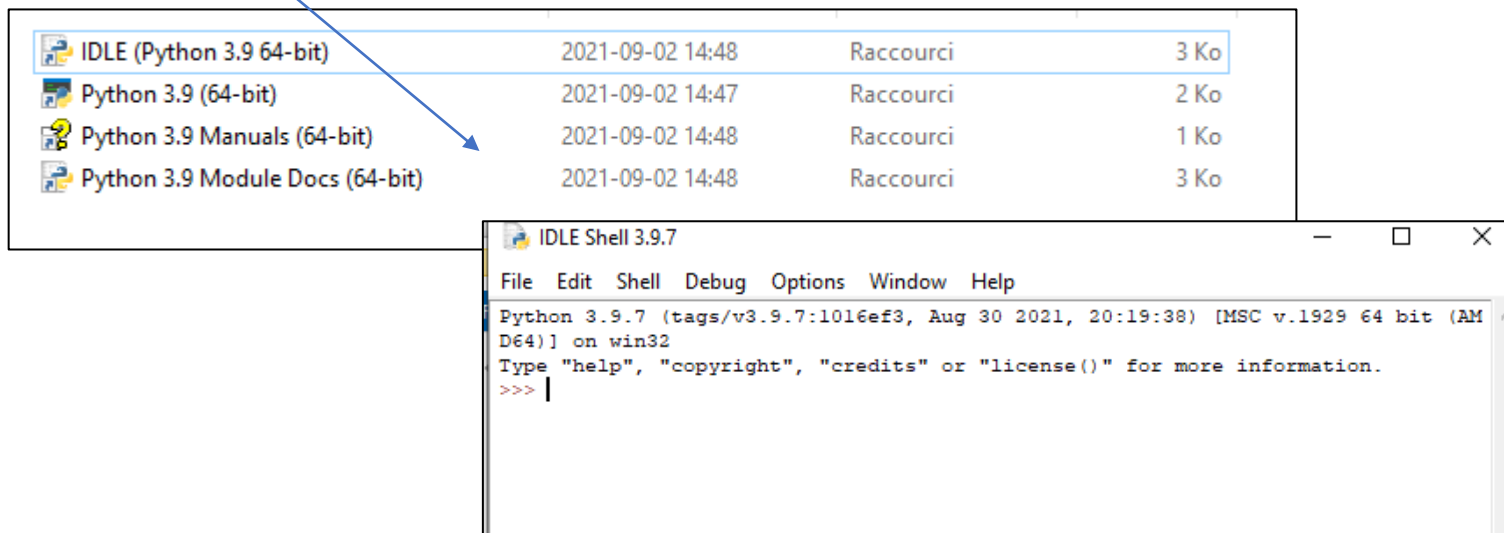 IDLE (Python 3.9 64-bit) 2021-09-02 14:48 Raccourci 3 Ko
Python 3.9 (64-bit) 2021-09-02 14:47 Raccourci 2 Ko
Python 3.9 Manuals (64-bit) 2021-09-02 14:48 Raccourci 1 Ko
Python 3.9 Module Docs (64-bit) 2021-09-02 14:48 Raccourci 3 Ko
IDLE Shell 3.9.7
File Edit Shell Debug Options Window Help
Python 3.9.7 (tags/v3.9.7:1016ef3, Aug 30 2021, 20:19:38) [MSC v.1929 64 bit (AM
D64)] on win32
Type "help", "copyright", "credits" or "license()" for more information.
>>>